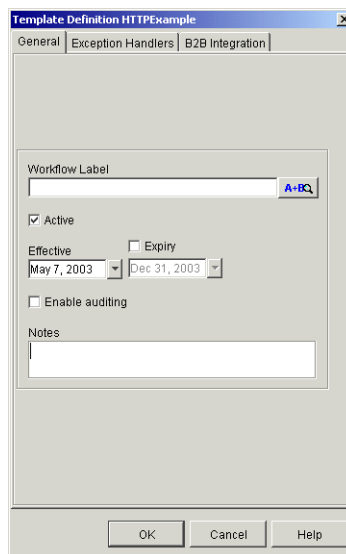 Template Definition HTTPExample
General Exception Handlers B2B Integration
Workflow Label
A+B
Active
Effective Expiry
May 7, 2003 Dec 31, 2003
Enable auditing
Notes
OK Cancel Help